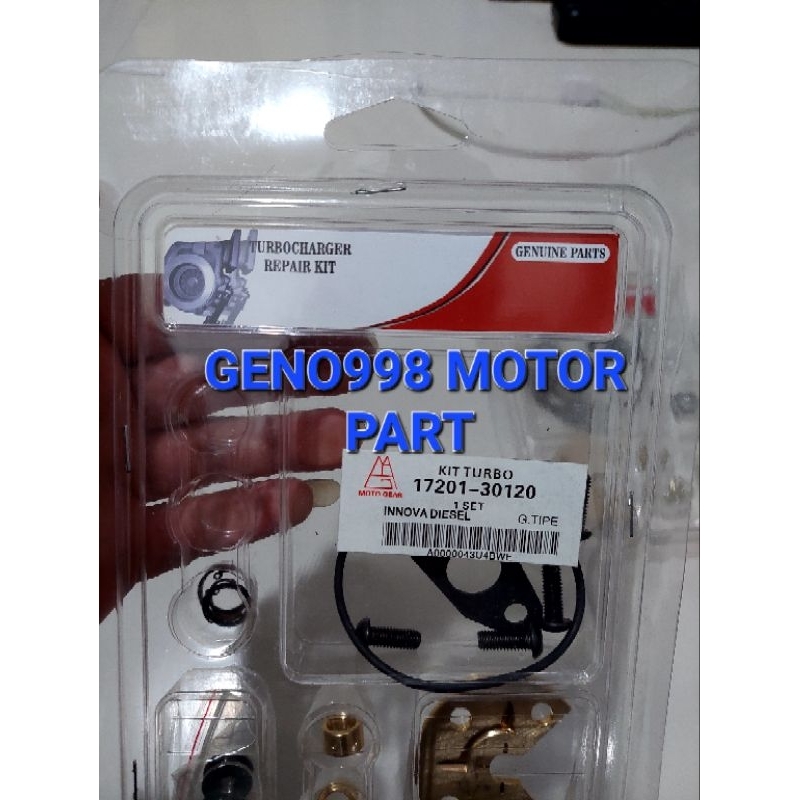 TURBOCHARGER
REPAIR KIT
GENUINE PARTS
GENO998 MOTOR
PART
MOTO GEAR
KIT TURBO
17201-30120
1 SET
INNOVA DIESEL
G.TIPE
A0000043U4BWE